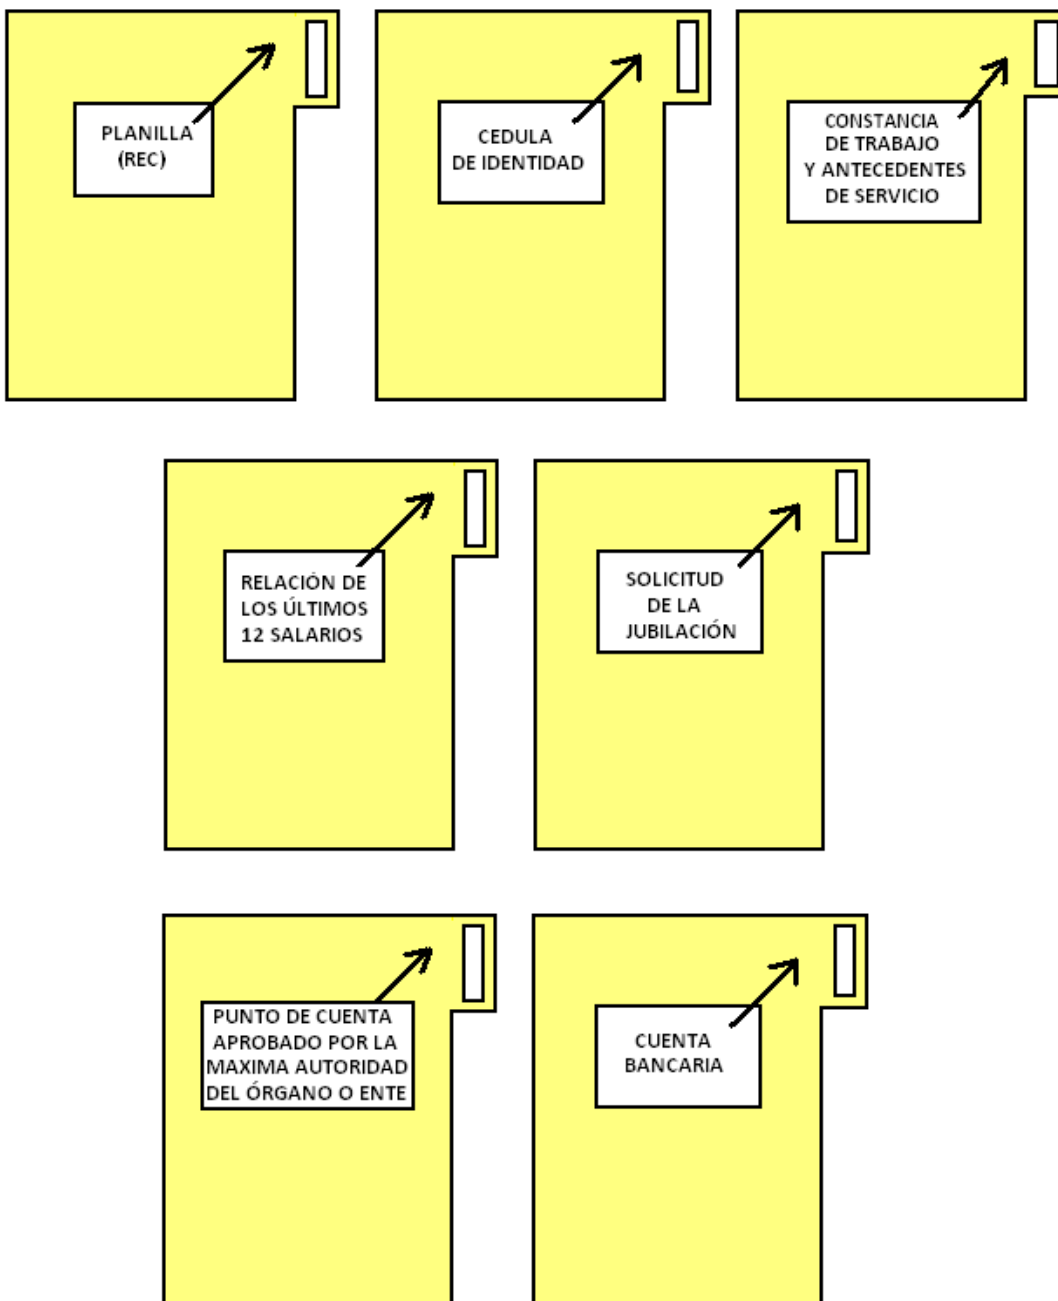 PLANILLA
(REC)
CEDULA
DE IDENTIDAD
CONSTANCIA
DE TRABAJO
Y ANTECEDENTES
DE SERVICIO
RELACIÓN DE
LOS ÚLTIMOS
12 SALARIOS
SOLICITUD
DE LA
JUBILACIÓN
PUNTO DE CUENTA
APROBADO POR LA
MAXIMA AUTORIDAD
DEL ÓRGANO O ENTE
CUENTA
BANCARIA